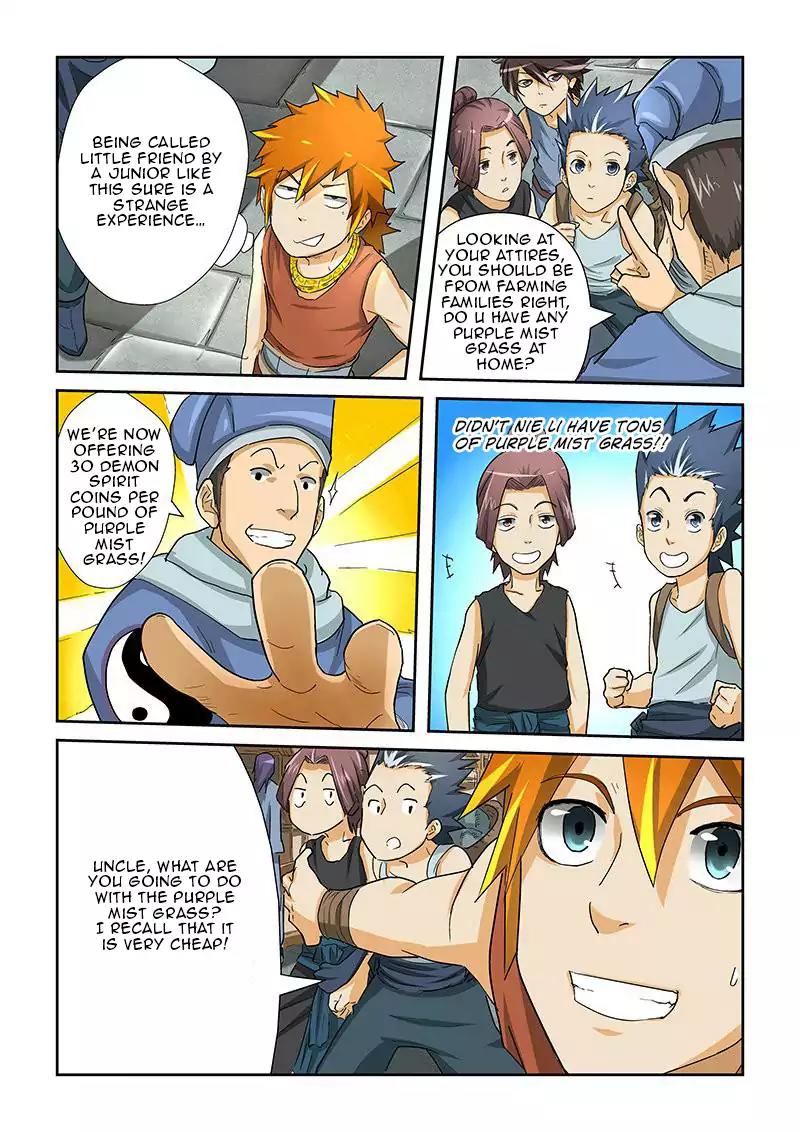 BEING CALLED
LITTLE FRIEND BY
A JUNIOR LIKE
THIS SURE IS A
STRANGE
EXPERIENCE...
LOOKING AT
YOUR ATTIRES,
YOU SHOULD BE
FROM FARMING
FAMILIES RIGHT,
DO U HAVE ANY
PURPLE MIST
GRASS AT
HOME?
WE'RE NOW
OFFERING
30 DEMON
SPIRIT
COINS PER
POUND OF
PURPLE
MIST
GRASS!
DIDN'T NIE LI HAVE TONS
OF PURPLE MIST GRASS!!
UNCLE, WHAT ARE
YOU GOING TO DO
WITH THE PURPLE
MIST GRASS?
I RECALL THAT IT
IS VERY CHEAP!